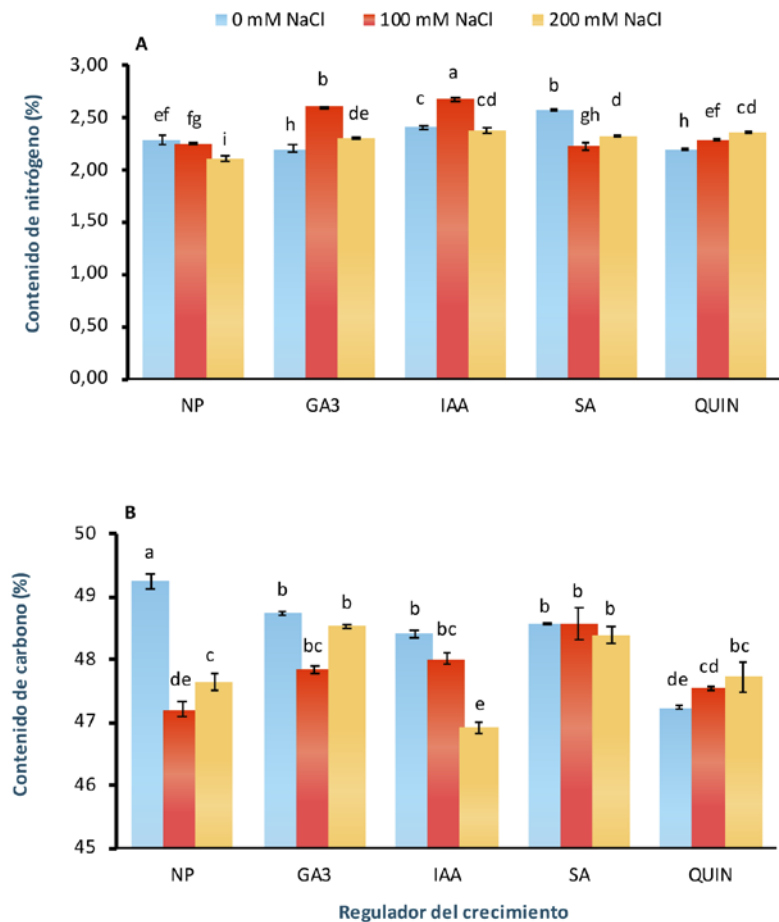 0 mM NaCl 100 mM NaCl 200 mM NaCl
A
Contenido de nitrógeno (%)
3,00
2,50
2,00
1,50
1,00
0,50
0,00
ef fg i h b de c a cd b gh d h ef cd
NP GA3 IAA SA QUIN
B
Contenido de carbono (%)
50
49
48
47
46
45
a de c b bc b b bc e b b b de cd bc
NP GA3 IAA SA QUIN
Regulador del crecimiento